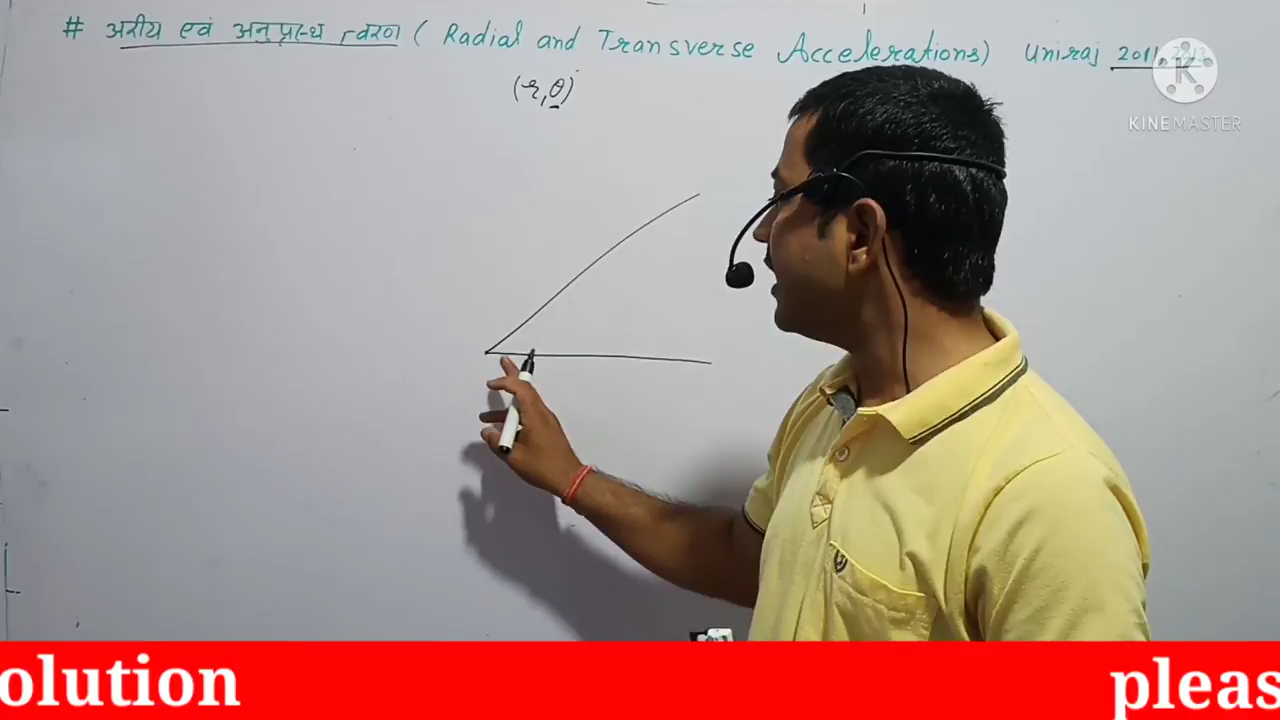 # अरीय एवं अनुप्रस्थ त्वरण ( Radial and Transverse Accelerations) Uniraj 2011,
(r,θ)
KINEMASTER
olution pleas